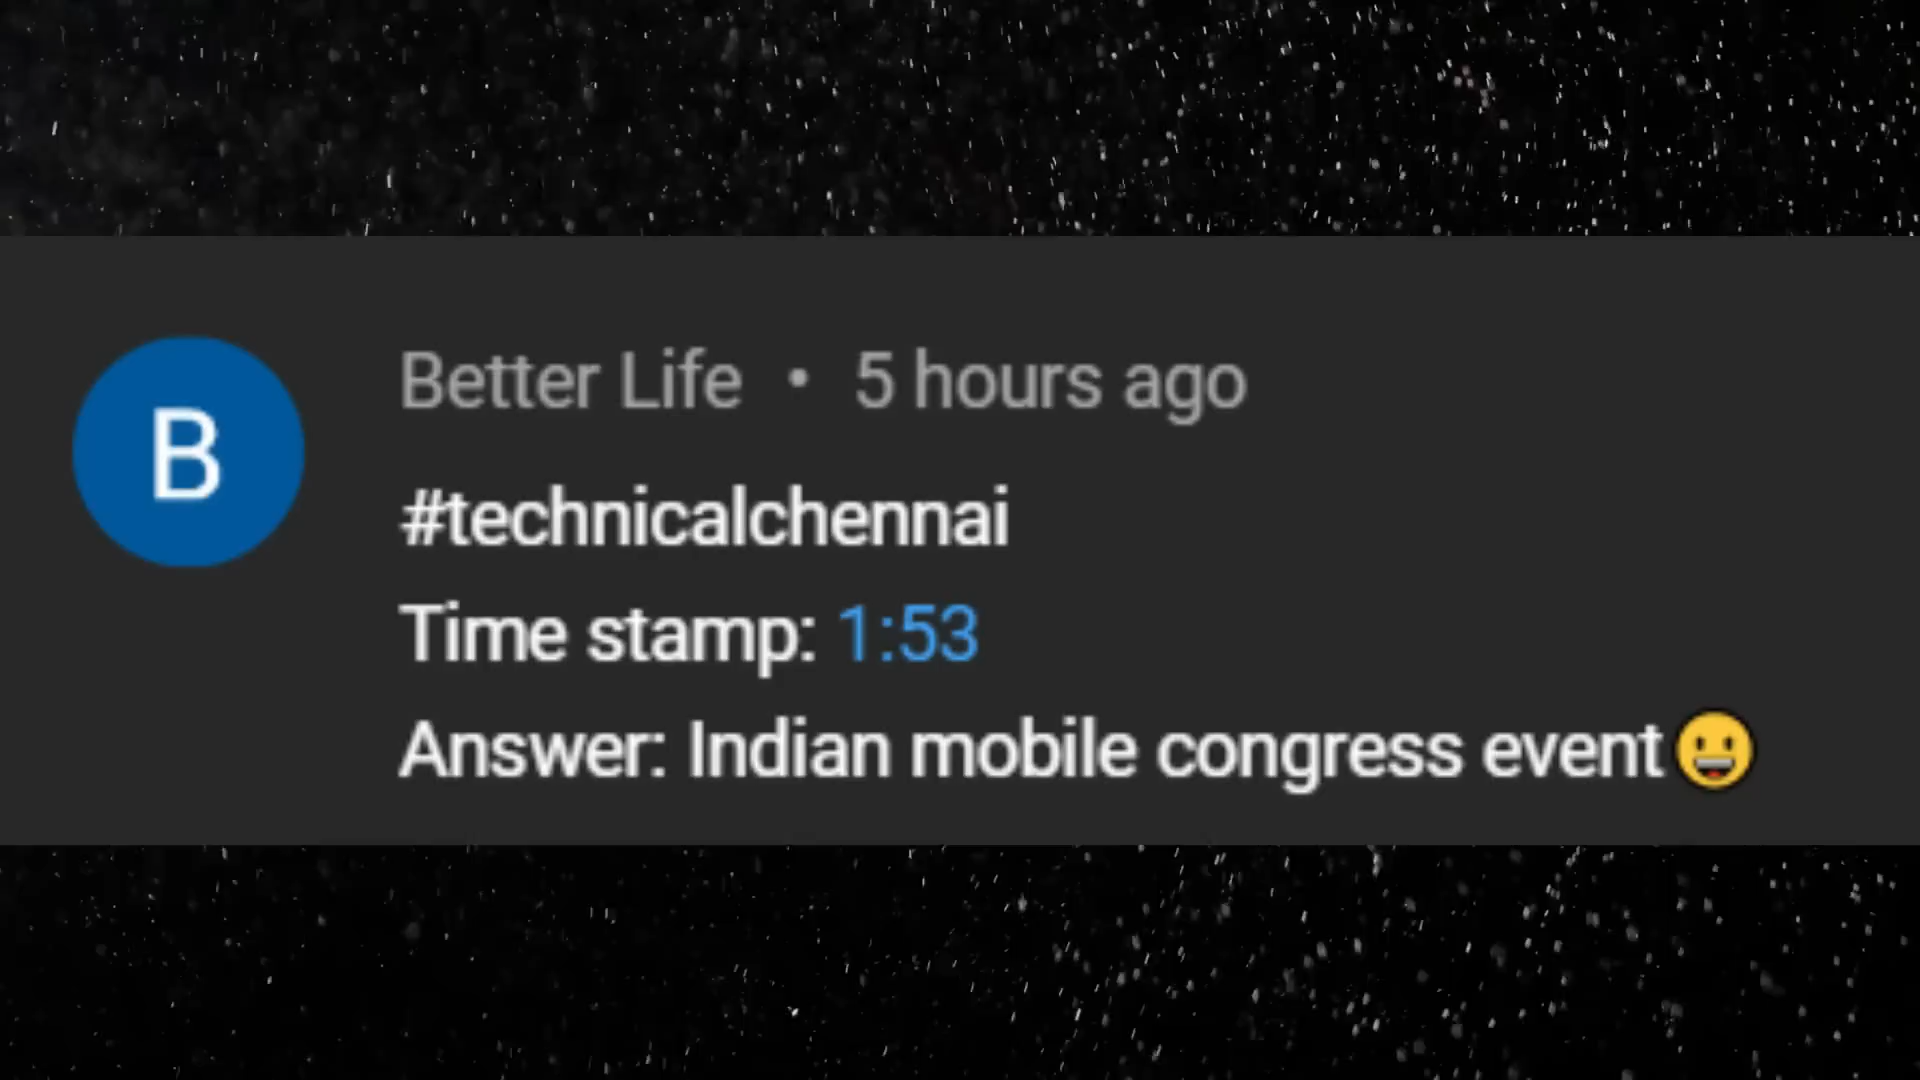 B
Better Life • 5 hours ago
#technicalchennai
Time stamp: 1:53
Answer: Indian mobile congress event😀